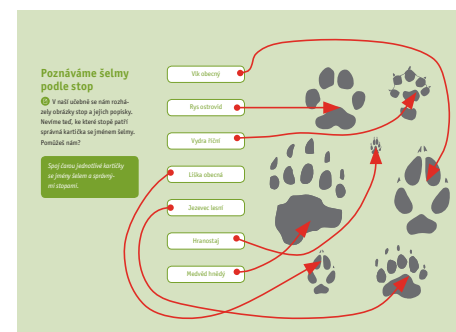 Poznáváme šelmy
podle stop
V naší učebně se nám rozhá-
zely obrázky stop a jejich popisky.
Nevíme teď, ke které stopě patří
správná kartička se jménem šelmy.
Pomůžeš nám?
Spoj čarou jednotlivé kartičky
se jmény šelem a správný-
mi stopami.
Vlk obecný
Rys ostrovid
Vydra říční
Liška obecná
Jezevec lesní
Hranostaj
Medvěd hnědý